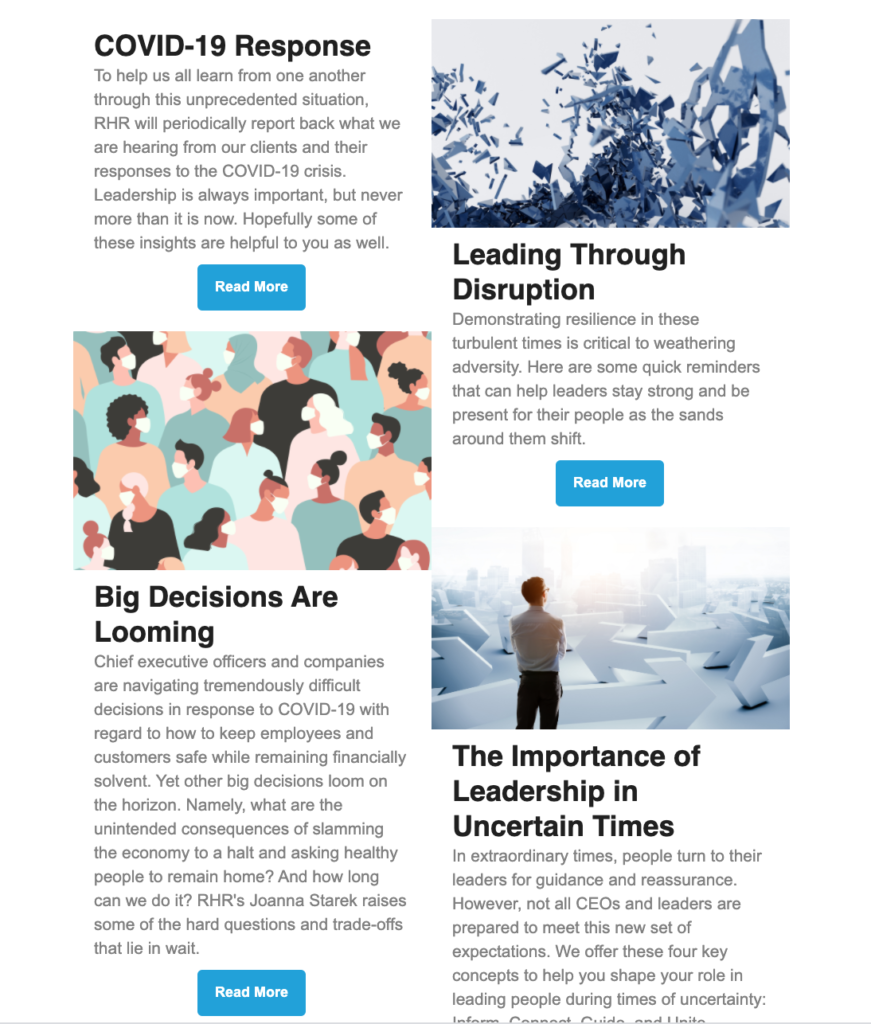 COVID-19 Response
To help us all learn from one another
through this unprecedented situation,
RHR will periodically report back what we
are hearing from our clients and their
responses to the COVID-19 crisis.
Leadership is always important, but never
more than it is now. Hopefully some of
these insights are helpful to you as well.
Read More
Big Decisions Are
Looming
Chief executive officers and companies
are navigating tremendously difficult
decisions in response to COVID-19 with
regard to how to keep employees and
customers safe while remaining financially
solvent. Yet other big decisions loom on
the horizon. Namely, what are the
unintended consequences of slamming
the economy to a halt and asking healthy
people to remain home? And how long
can we do it? RHR's Joanna Starek raises
some of the hard questions and trade-offs
that lie in wait.
Read More
Leading Through
Disruption
Demonstrating resilience in these
turbulent times is critical to weathering
adversity. Here are some quick reminders
that can help leaders stay strong and be
present for their people as the sands
around them shift.
Read More
The Importance of
Leadership in
Uncertain Times
In extraordinary times, people turn to their
leaders for guidance and reassurance.
However, not all CEOs and leaders are
prepared to meet this new set of
expectations. We offer these four key
concepts to help you shape your role in
leading people during times of uncertainty:
Inform, Connect, Guide, and Unite.